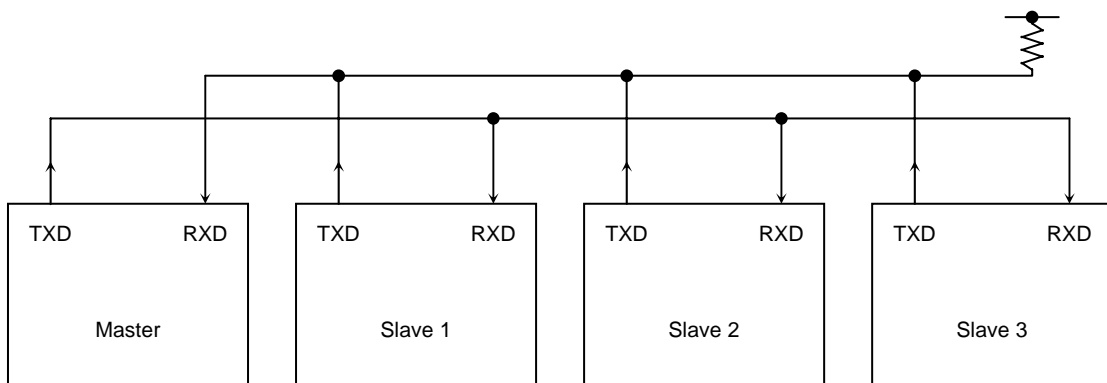 TXD RXD TXD RXD TXD RXD TXD RXD
Master Slave 1 Slave 2 Slave 3